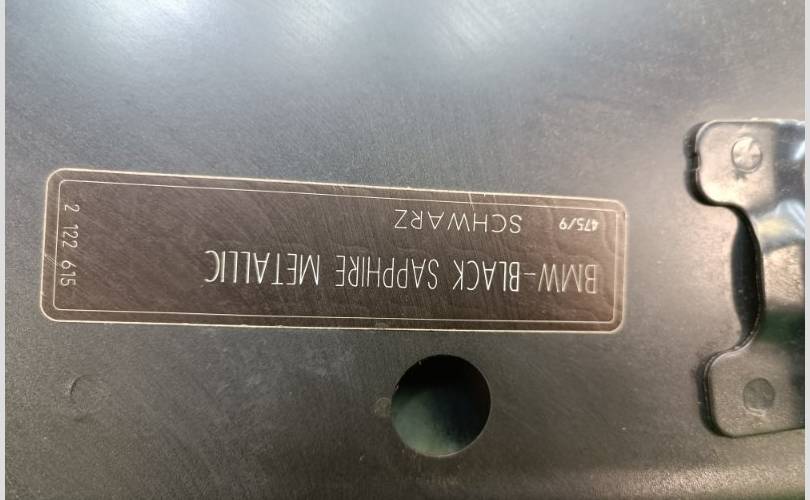 BMW-BLACK SAPPHIRE METALLIC
475/9 SCHWARZ
2 122 615